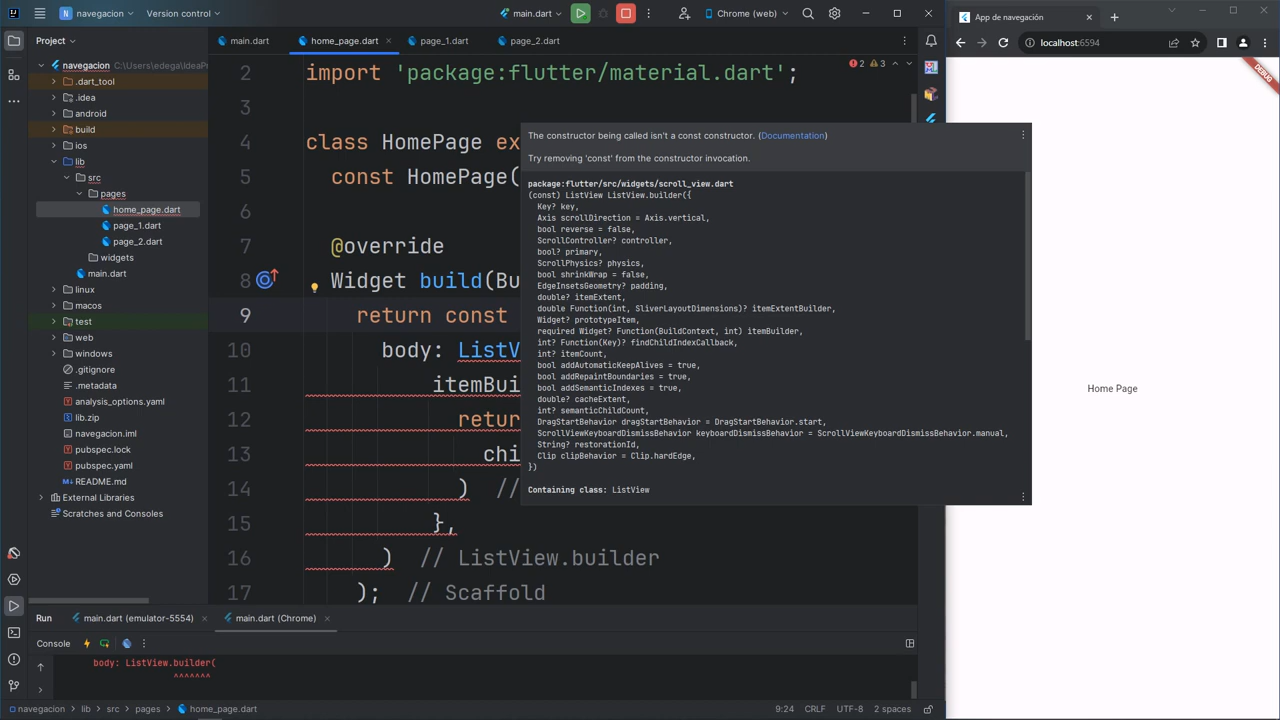 navegacion
Version control
main.dart
Chrome (web)
App de navegación
localhost:6594
DEBUG
Home Page
Project
main.dart
home_page.dart
page_1.dart
page_2.dart
navegacion C:\Users\edega\IdeaPr
.dart_tool
.idea
android
build
ios
lib
src
pages
home_page.dart
page_1.dart
page_2.dart
widgets
main.dart
linux
macos
test
web
windows
.gitignore
.metadata
analysis_options.yaml
lib.zip
navegacion.iml
pubspec.lock
pubspec.yaml
README.md
External Libraries
Scratches and Consoles
2 3
2 import 'package:flutter/material.dart';
3
4 class HomePage ex
5 const HomePage(
6
7 @override
8 Widget build(Bu
9 return const
10 body: ListV
11 itemBui
12 retur
13 chi
14 ) //
15 },
16 ) // ListView.builder
17 ); // Scaffold
The constructor being called isn't a const constructor. (Documentation)
Try removing 'const' from the constructor invocation.
package:flutter/src/widgets/scroll_view.dart
(const) ListView ListView.builder({
Key? key,
Axis scrollDirection = Axis.vertical,
bool reverse = false,
ScrollController? controller,
bool? primary,
ScrollPhysics? physics,
bool shrinkWrap = false,
EdgeInsetsGeometry? padding,
double? itemExtent,
double Function(int, SliverLayoutDimensions)? itemExtentBuilder,
Widget? prototypeItem,
required Widget? Function(BuildContext, int) itemBuilder,
int? Function(Key)? findChildIndexCallback,
int? itemCount,
bool addAutomaticKeepAlives = true,
bool addRepaintBoundaries = true,
bool addSemanticIndexes = true,
double? cacheExtent,
int? semanticChildCount,
DragStartBehavior dragStartBehavior = DragStartBehavior.start,
ScrollViewKeyboardDismissBehavior keyboardDismissBehavior = ScrollViewKeyboardDismissBehavior.manual,
String? restorationId,
Clip clipBehavior = Clip.hardEdge,
})
Containing class: ListView
Run
main.dart (emulator-5554)
main.dart (Chrome)
Console
body: ListView.builder(
^^^^^^^
navegacion > lib > src > pages > home_page.dart
9:24 CRLF UTF-8 2 spaces